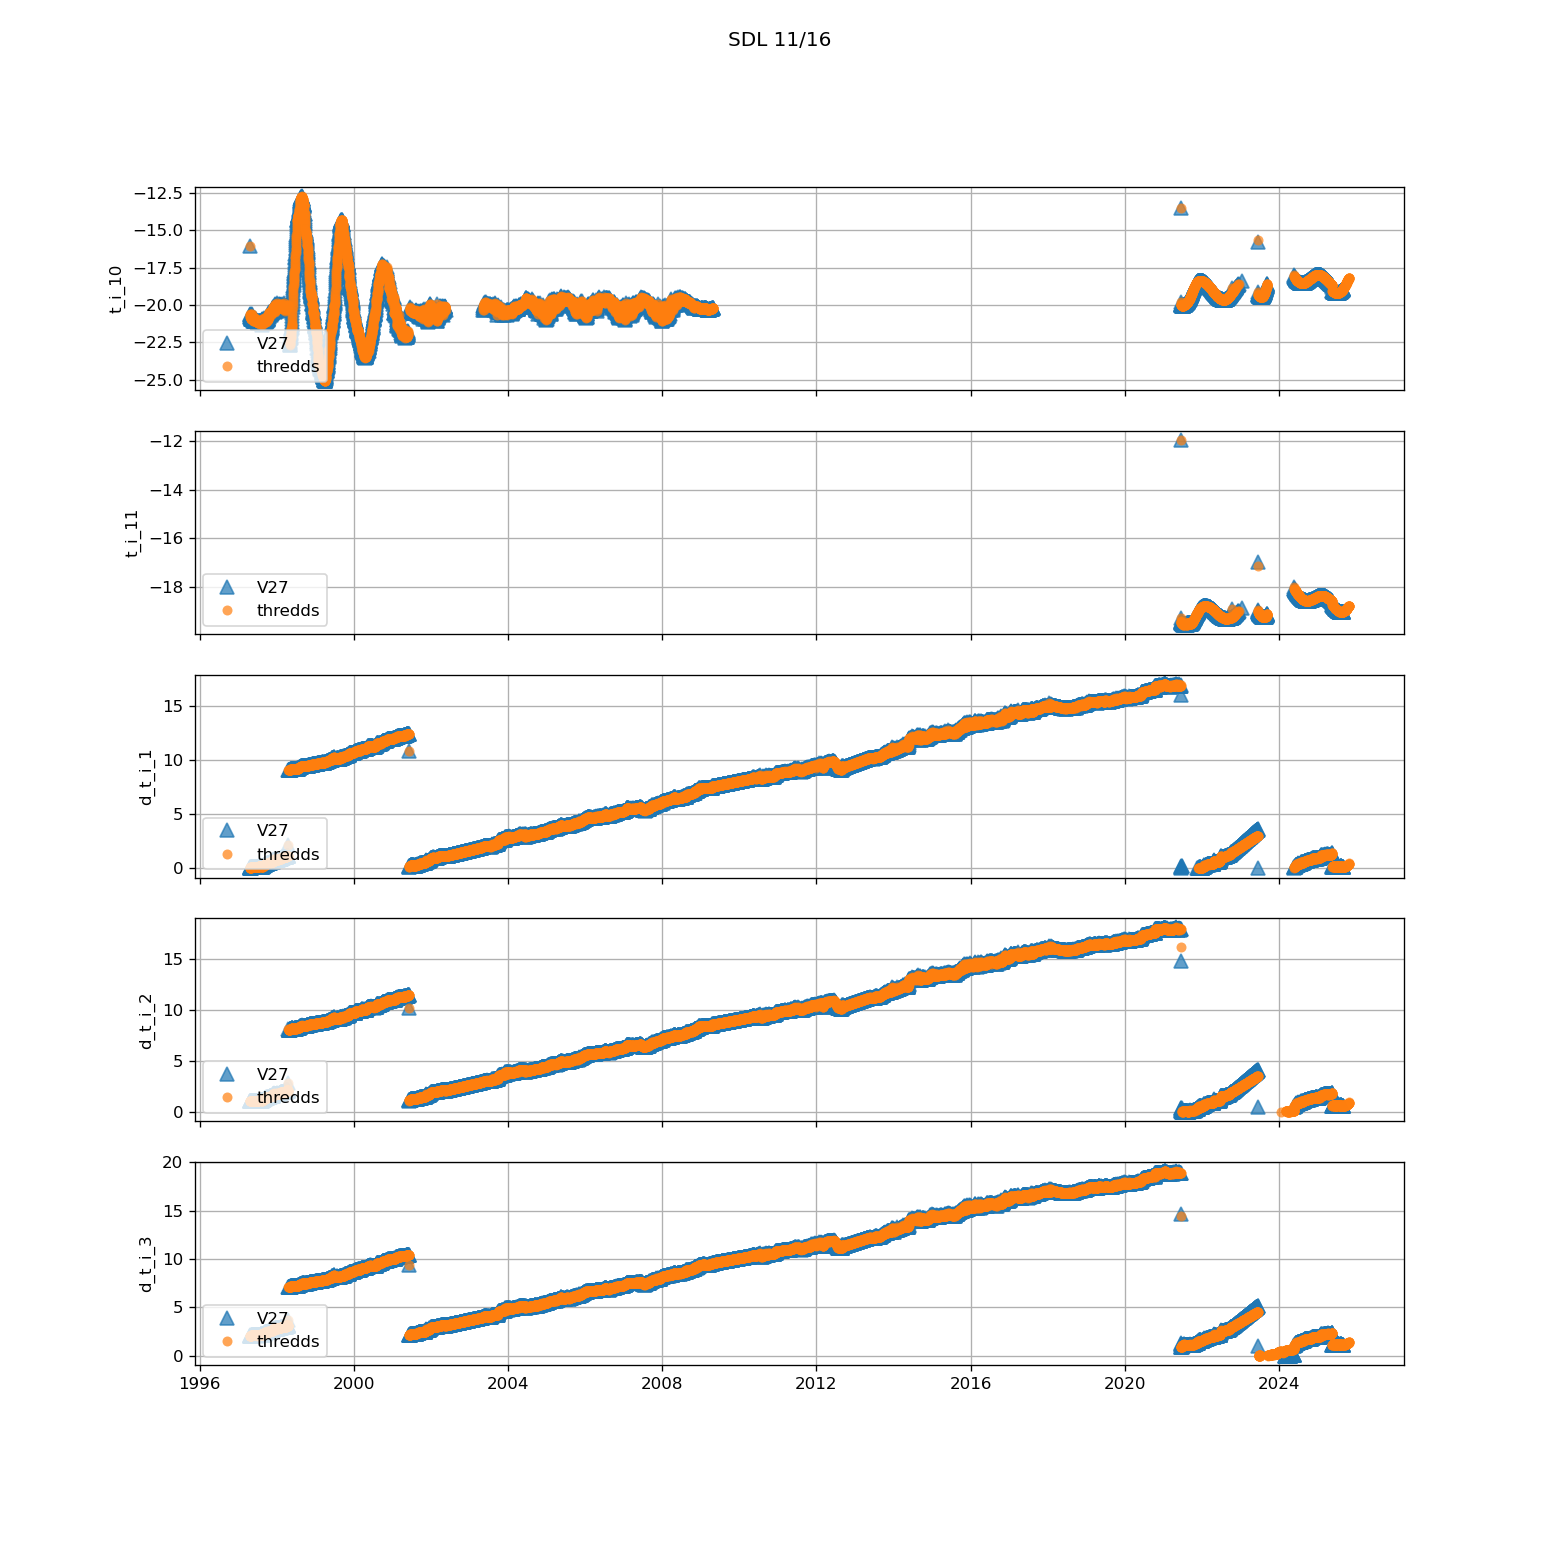 SDL 11/16
t_i_10
−12.5
−15.0
−17.5
−20.0
−22.5
−25.0
V27
thredds
t_i_11
−12
−14
−16
−18
V27
thredds
d_t_i_1
15
10
5
0
V27
thredds
d_t_i_2
15
10
5
0
V27
thredds
d_t_i_3
20
15
10
5
0
V27
thredds
1996 2000 2004 2008 2012 2016 2020 2024